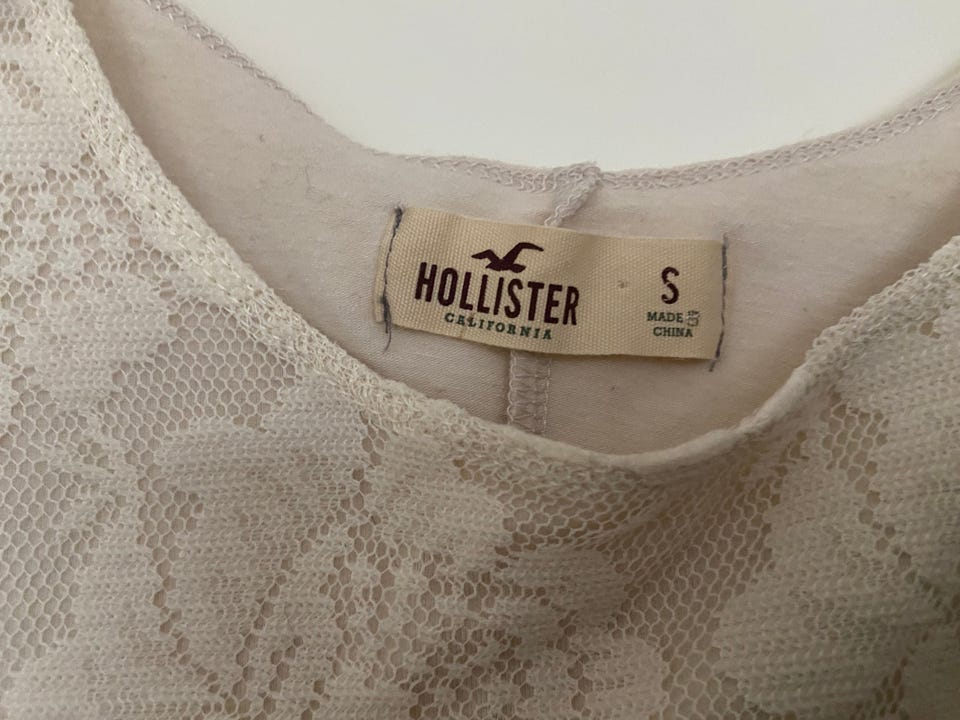 HOLLISTER
CALIFORNIA
S
MADE IN
CHINA